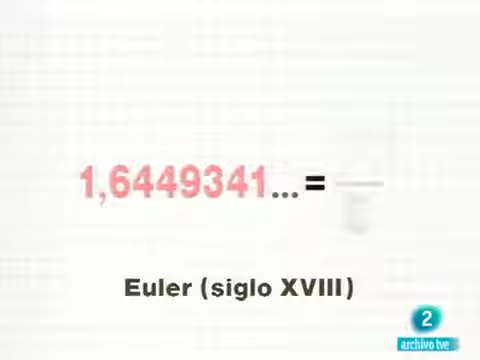 1,6449341... =
Euler (siglo XVIII)
2
archivo tve